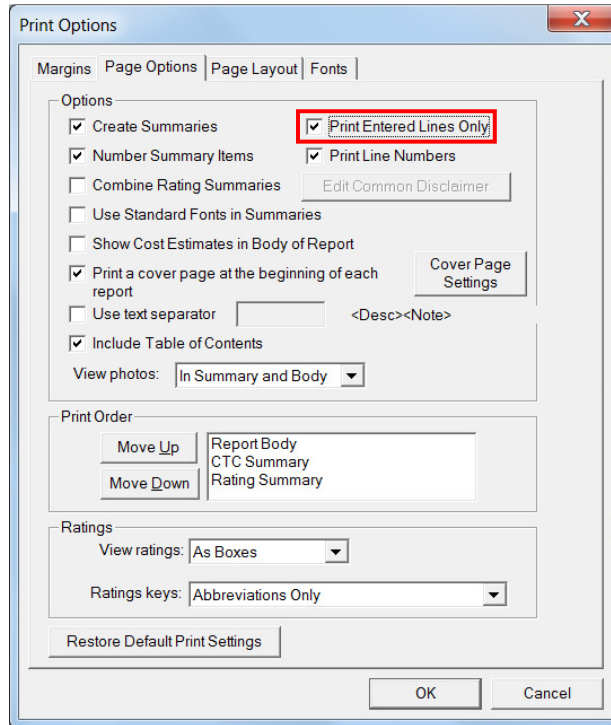 Print Options
Margins Page Options Page Layout Fonts
Options
Create Summaries Print Entered Lines Only
Number Summary Items Print Line Numbers
Combine Rating Summaries Edit Common Disclaimer
Use Standard Fonts in Summaries
Show Cost Estimates in Body of Report
Print a cover page at the beginning of each
report
Cover Page
Settings
Use text separator <Desc><Note>
Include Table of Contents
View photos: In Summary and Body
Print Order
Move Up
Move Down
Report Body
CTC Summary
Rating Summary
Ratings
View ratings: As Boxes
Ratings keys: Abbreviations Only
Restore Default Print Settings
OK Cancel